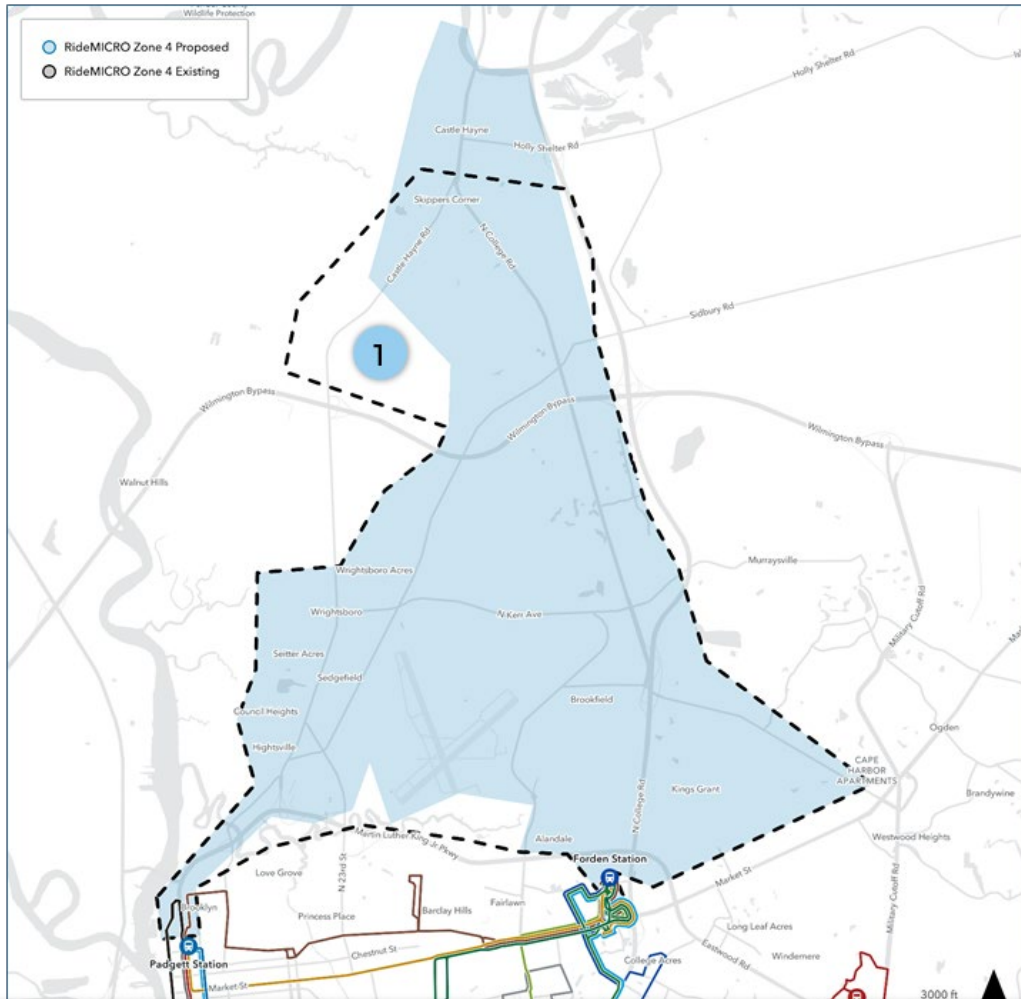 Wildlife Protection
RideMICRO Zone 4 Proposed
RideMICRO Zone 4 Existing
Holly Shelter Rd
Castle Hayne
Holly Shelter Rd
Skippers Corner
Castle Hayne Rd
N College Rd
Sidbury Rd
1
Wilmington Bypass
Wilmington Bypass
Wilmington Bypass
Walnut Hills
Murraysville
Wrightsboro Acres
Wrightsboro
N Kerr Ave
Military Cutoff Rd
Seitter Acres
Sedgefield
Brookfield
Council Heights
Ogden
Hightsville
CAPE
HARBOR
APARTMENTS
Kings Grant
Brandywine
N College Rd
Martin Luther King Jr Pkwy
Alandale
Westwood Heights
Forden Station
Love Grove
N 23rd St
Market St
Military Cutoff Rd
Brooklyn
Princess Place
Barclay Hills
Fairlawn
Long Leaf Acres
Padgett Station
Chestnut St
Eastwood Rd
Windemere
College Acres
Market St
3000 ft